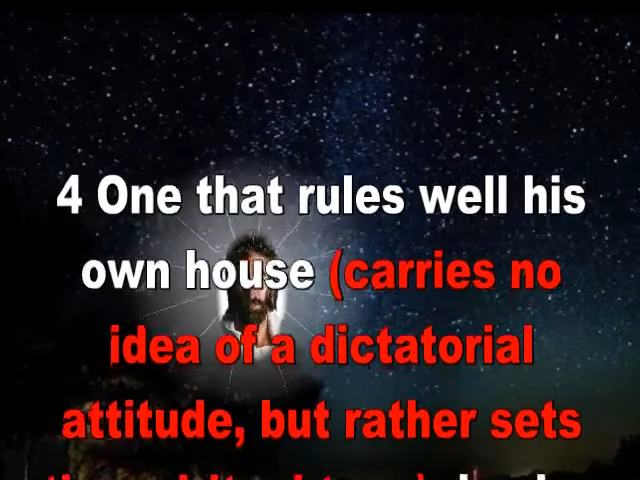 4 One that rules well his
own house (carries no
idea of a dictatorial
attitude, but rather sets